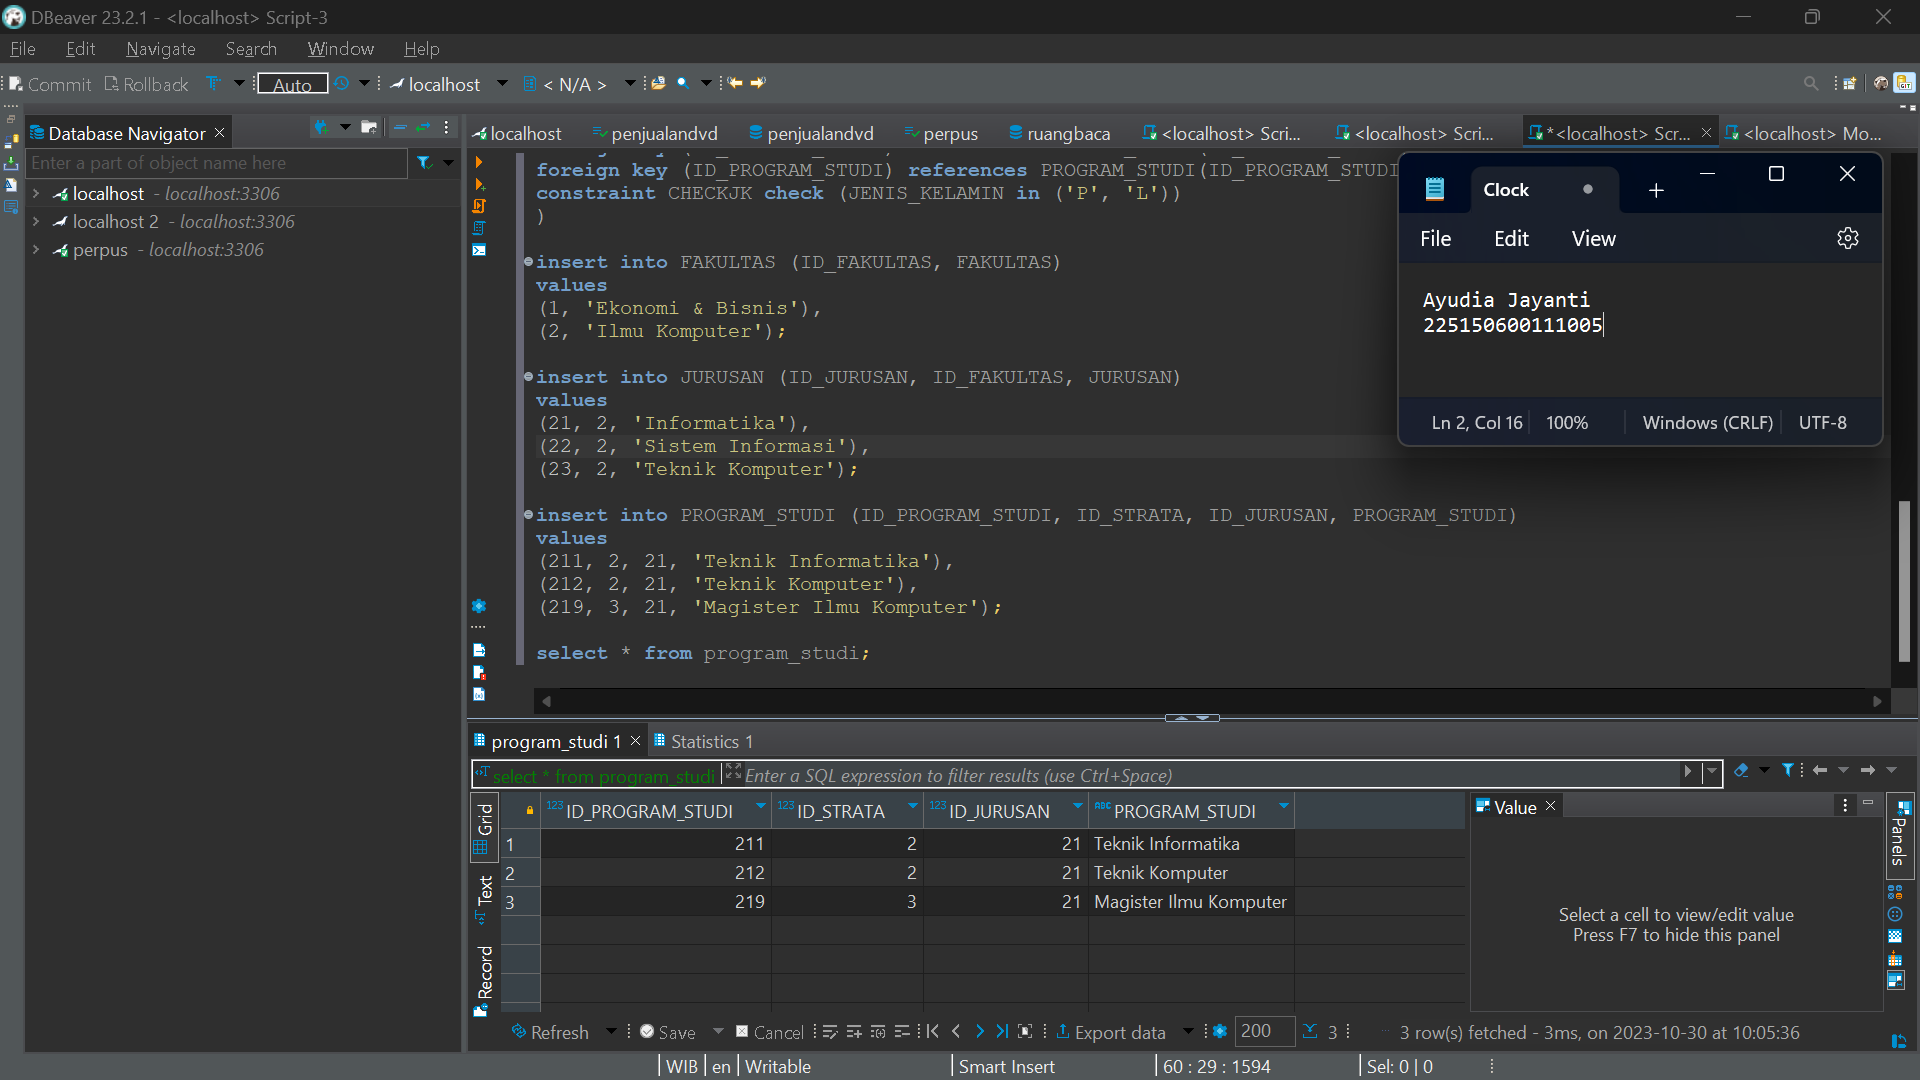 DBeaver 23.2.1 - <localhost> Script-3
File Edit Navigate Search Window Help
Commit Rollback Auto localhost < N/A >
Database Navigator
Enter a part of object name here
localhost - localhost:3306
localhost 2 - localhost:3306
perpus - localhost:3306
localhost penjualandvd penjualandvd perpus ruangbaca <localhost> Scri... <localhost> Scri... *<localhost> Scr... <localhost> Mo...
foreign key (ID_PROGRAM_STUDI) references PROGRAM_STUDI(ID_PROGRAM_STUDI
constraint CHECKJK check (JENIS_KELAMIN in ('P', 'L'))
)
insert into FAKULTAS (ID_FAKULTAS, FAKULTAS)
values
(1, 'Ekonomi & Bisnis'),
(2, 'Ilmu Komputer');
insert into JURUSAN (ID_JURUSAN, ID_FAKULTAS, JURUSAN)
values
(21, 2, 'Informatika'),
(22, 2, 'Sistem Informasi'),
(23, 2, 'Teknik Komputer');
insert into PROGRAM_STUDI (ID_PROGRAM_STUDI, ID_STRATA, ID_JURUSAN, PROGRAM_STUDI)
values
(211, 2, 21, 'Teknik Informatika'),
(212, 2, 21, 'Teknik Komputer'),
(219, 3, 21, 'Magister Ilmu Komputer');
select * from program_studi;
Clock
File Edit View
Ayudia Jayanti
225150600111005
Ln 2, Col 16 100% Windows (CRLF) UTF-8
program_studi 1 Statistics 1
select * from program_studi Enter a SQL expression to filter results (use Ctrl+Space)
Grid
Text
Record
123 ID_PROGRAM_STUDI 123 ID_STRATA 123 ID_JURUSAN ABC PROGRAM_STUDI
1 211 2 21 Teknik Informatika
2 212 2 21 Teknik Komputer
3 219 3 21 Magister Ilmu Komputer
Value
Select a cell to view/edit value
Press F7 to hide this panel
Panels
Refresh Save Cancel Export data 200 3 3 row(s) fetched - 3ms, on 2023-10-30 at 10:05:36
WIB en Writable Smart Insert 60 : 29 : 1594 Sel: 0 | 0